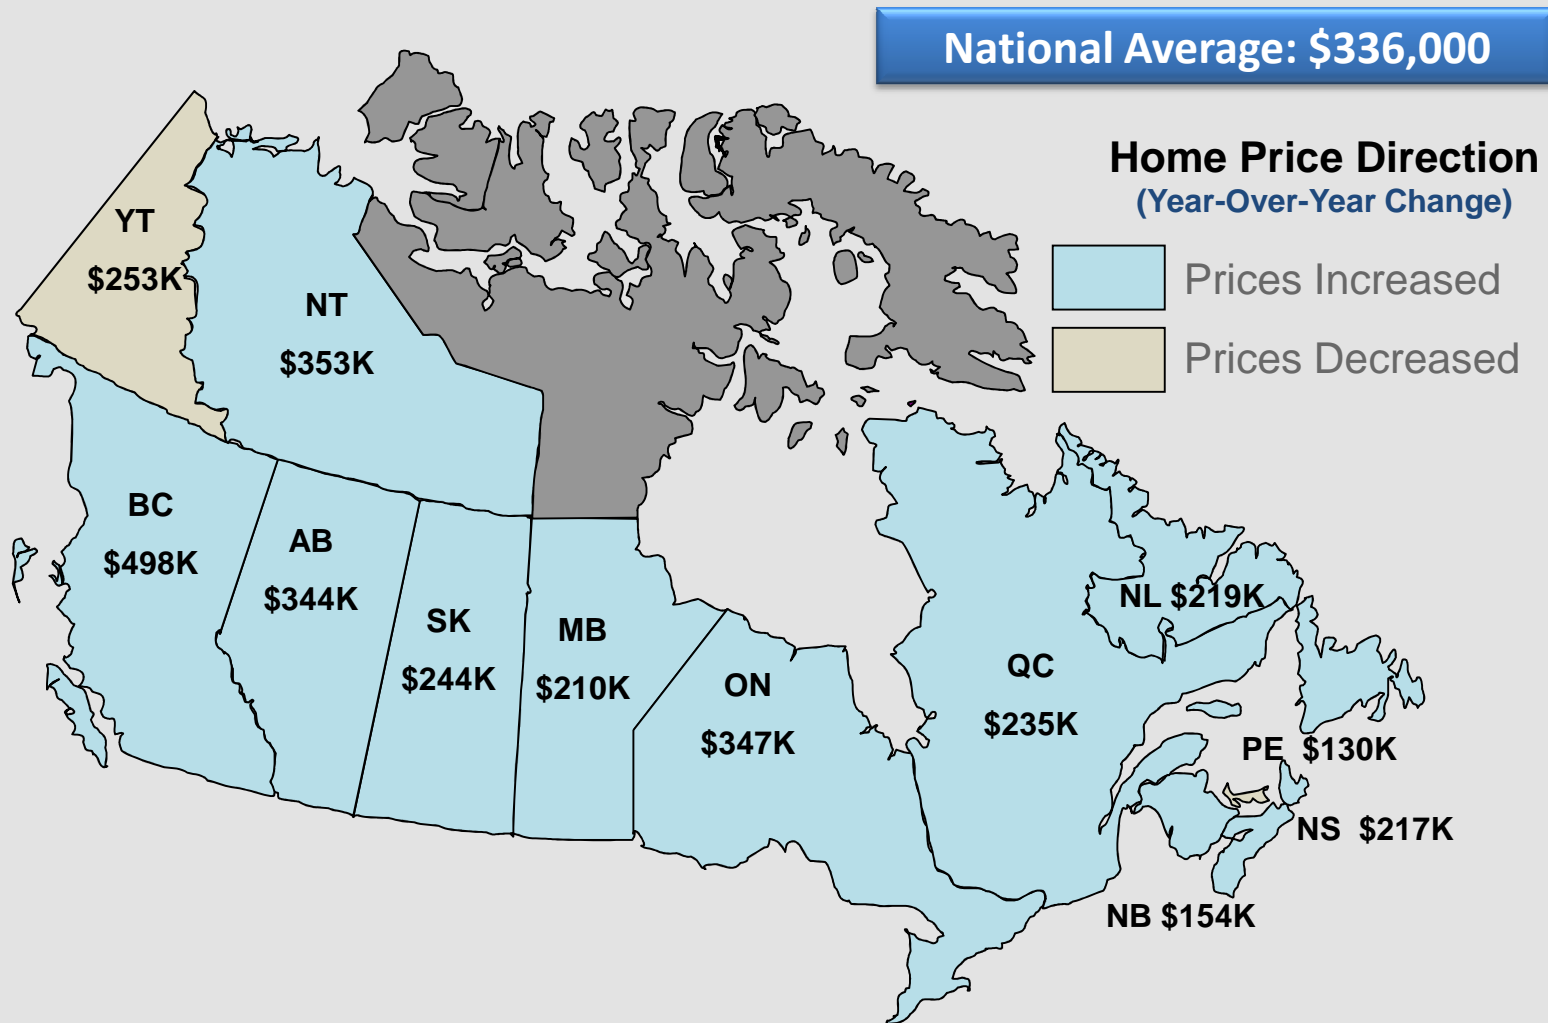 National Average: $336,000
Home Price Direction
(Year-Over-Year Change)
Prices Increased
Prices Decreased
YT
$253K
NT
$353K
BC
$498K
AB
$344K
SK
$244K
MB
$210K
ON
$347K
QC
$235K
NL $219K
PE $130K
NS $217K
NB $154K